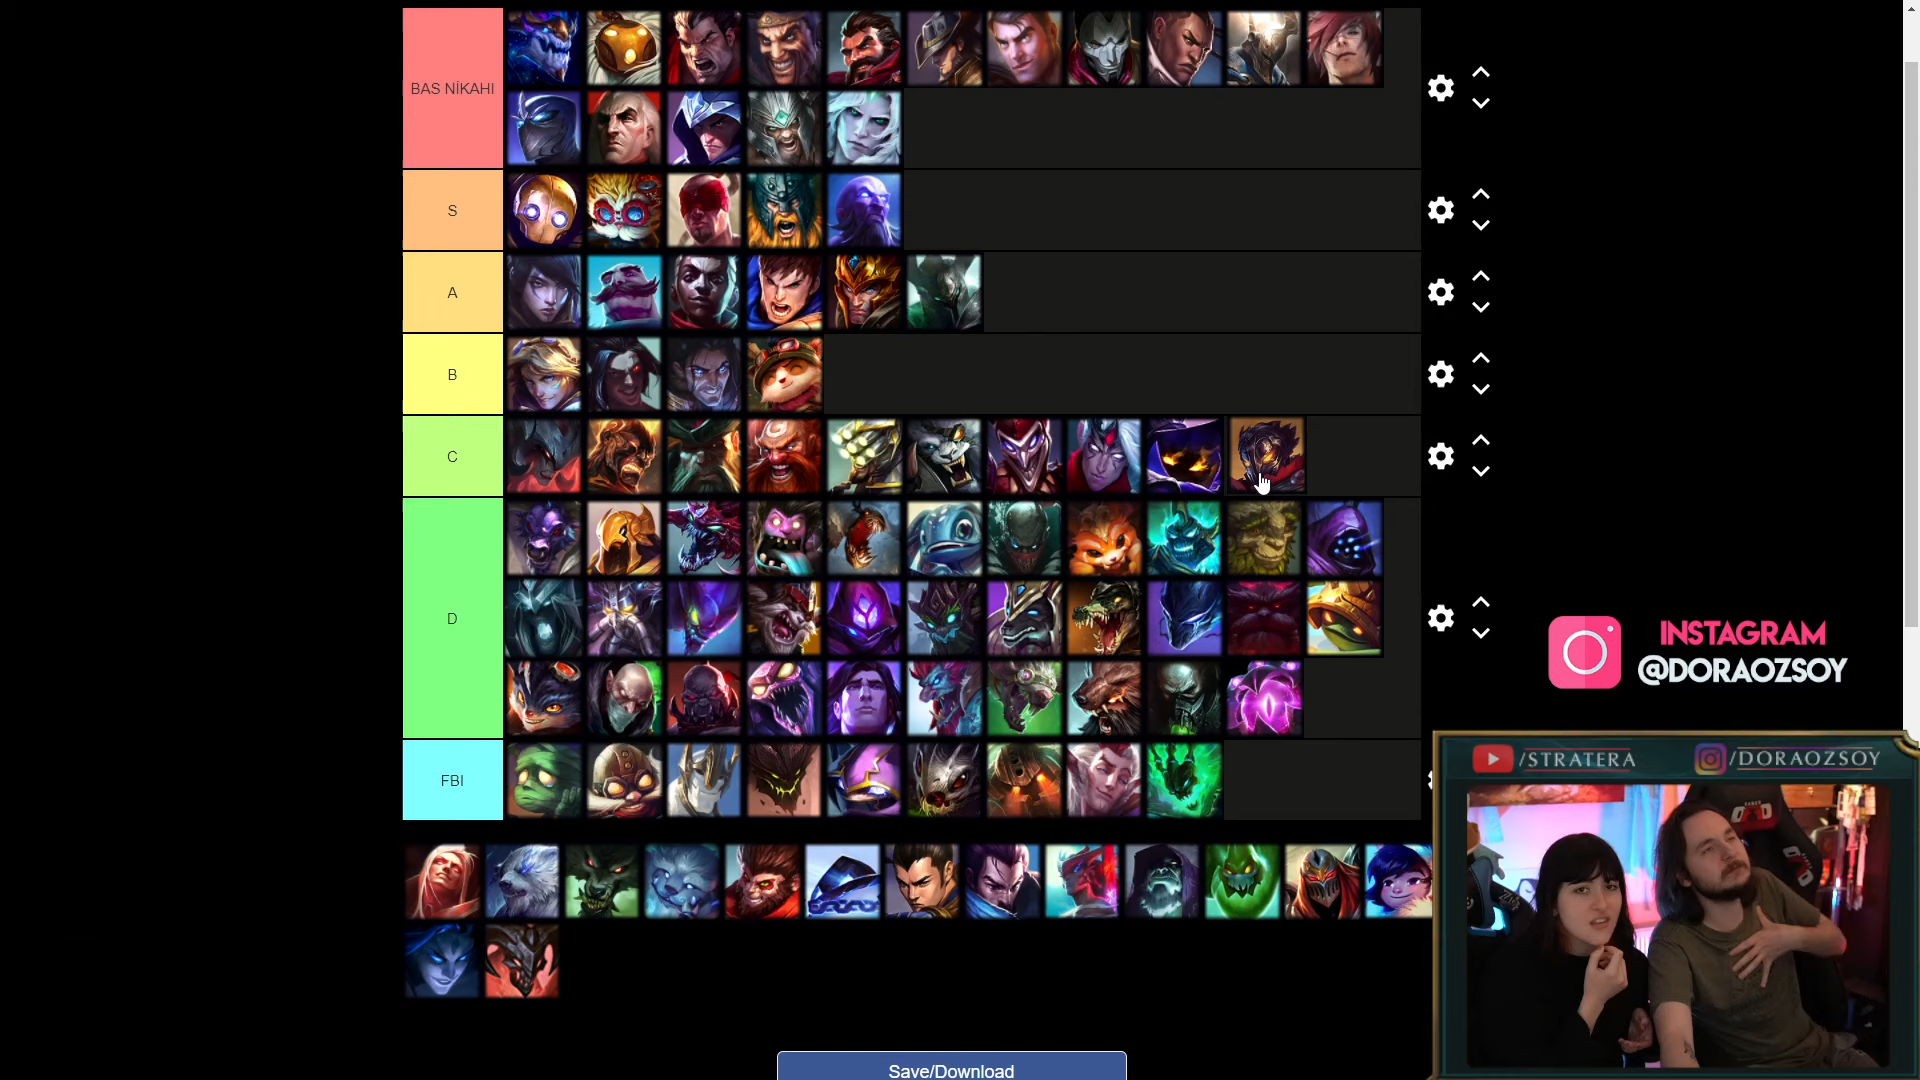 BAS NİKAHI
S
A
B
C
D
FBI
INSTAGRAM
@DORAOZSOY
/STRATERA
/DORAOZSOY
Save/Download